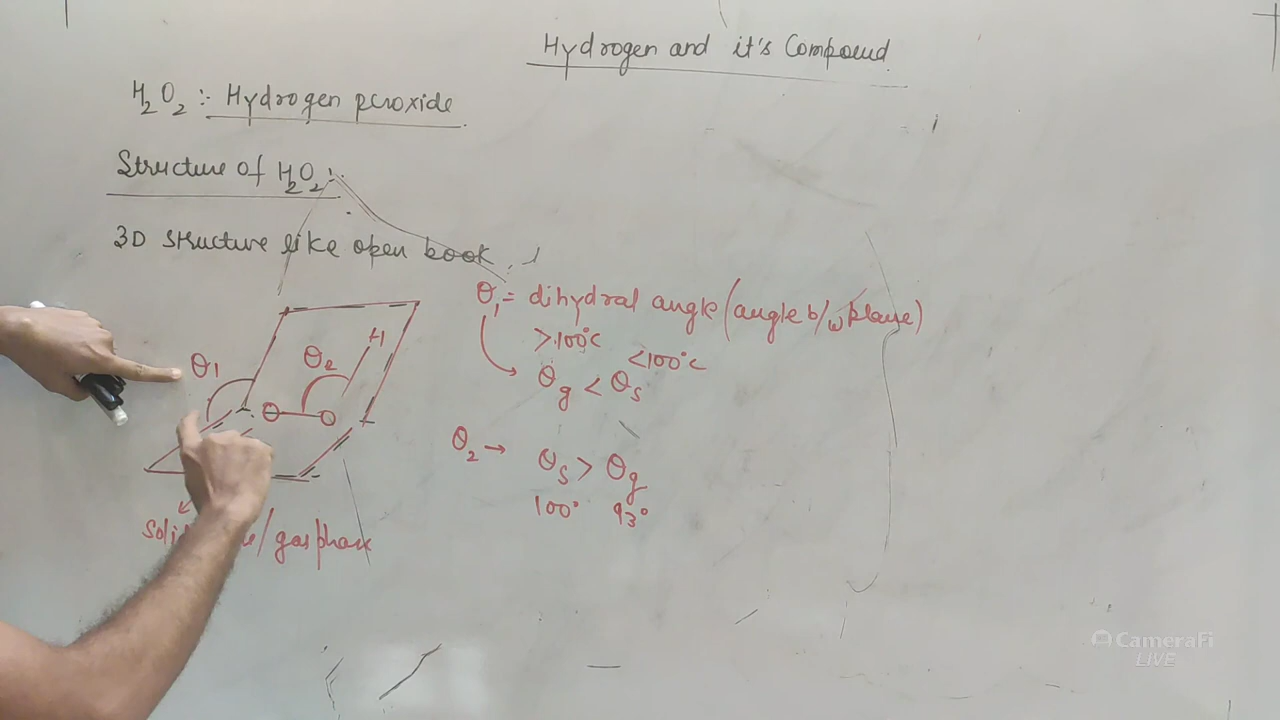 Hydrogen and it's Compound
H2O2 :- Hydrogen peroxide
Structure of H2O2 :-
3D structure like open book.
θ1 = dihydral angle (angle b/w plane)
>100°c <100°c
θg < θs
θ2 → θs > θg
100° 93°
θ1
θ2
H
O O
/gas phase
CameraFi
LIVE